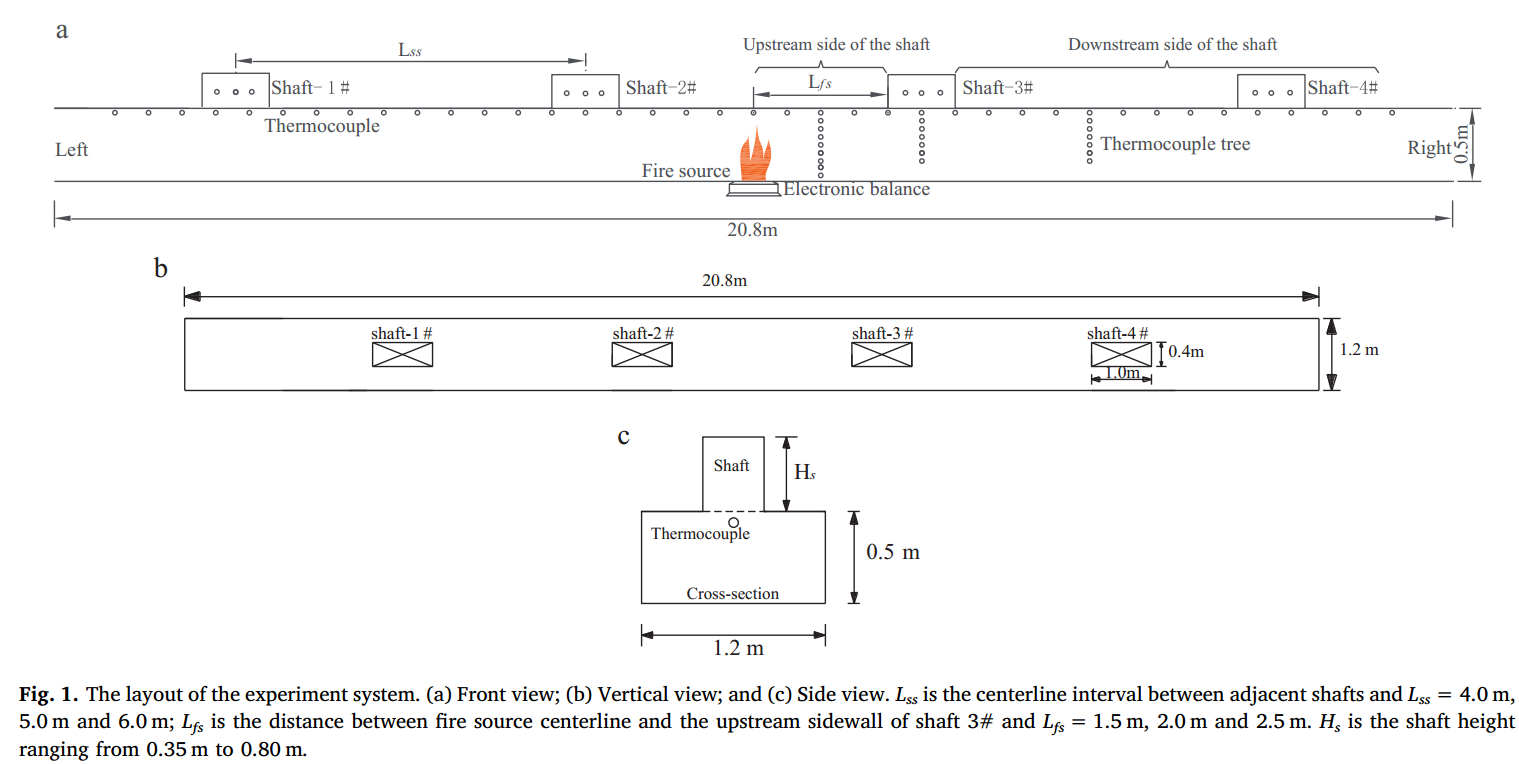 a
Lss
Upstream side of the shaft
Downstream side of the shaft
Shaft- 1 #
Shaft-2#
Lfs
Shaft-3#
Shaft-4#
Thermocouple
Left
Thermocouple tree
Right
0.5m
Fire source
Electronic balance
20.8m
b
20.8m
shaft-1 #
shaft-2 #
shaft-3 #
shaft-4 #
0.4m
1.2 m
1.0m
c
Shaft
Hs
Thermocouple
0.5 m
Cross-section
1.2 m
Fig. 1. The layout of the experiment system. (a) Front view; (b) Vertical view; and (c) Side view. Lss is the centerline interval between adjacent shafts and Lss = 4.0 m,
5.0 m and 6.0 m; Lfs is the distance between fire source centerline and the upstream sidewall of shaft 3# and Lfs = 1.5 m, 2.0 m and 2.5 m. Hs is the shaft height
ranging from 0.35 m to 0.80 m.